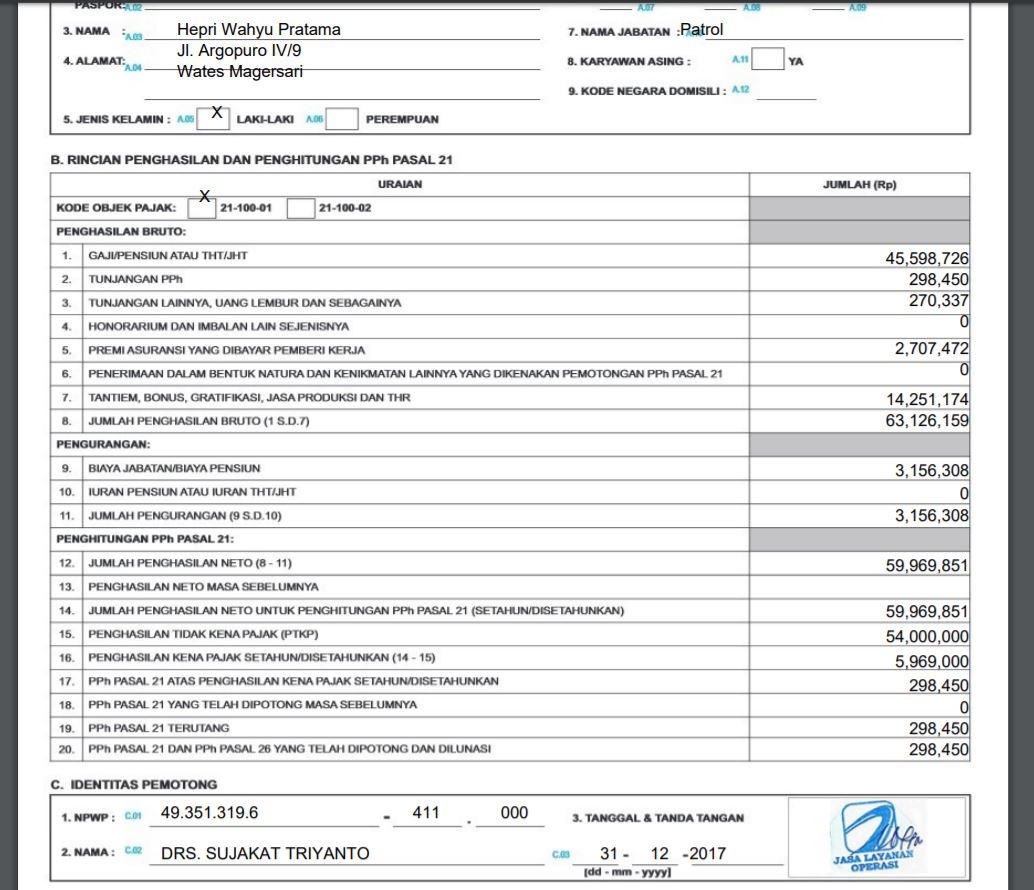 PASPOR: A.02 A.07 A.08 A.09
3. NAMA : A.03 Hepri Wahyu Pratama 7. NAMA JABATAN : Patrol
4. ALAMAT: A.04 Jl. Argopuro IV/9 8. KARYAWAN ASING : A.11 YA
Wates Magersari
9. KODE NEGARA DOMISILI : A.12
5. JENIS KELAMIN : A.05 X LAKI-LAKI A.06 PEREMPUAN
B. RINCIAN PENGHASILAN DAN PENGHITUNGAN PPh PASAL 21
URAIAN JUMLAH (Rp)
KODE OBJEK PAJAK: X 21-100-01 21-100-02
PENGHASILAN BRUTO:
1. GAJI/PENSIUN ATAU THT/JHT 45,598,726
2. TUNJANGAN PPh 298,450
3. TUNJANGAN LAINNYA, UANG LEMBUR DAN SEBAGAINYA 270,337
4. HONORARIUM DAN IMBALAN LAIN SEJENISNYA 0
5. PREMI ASURANSI YANG DIBAYAR PEMBERI KERJA 2,707,472
6. PENERIMAAN DALAM BENTUK NATURA DAN KENIKMATAN LAINNYA YANG DIKENAKAN PEMOTONGAN PPh PASAL 21 0
7. TANTIEM, BONUS, GRATIFIKASI, JASA PRODUKSI DAN THR 14,251,174
8. JUMLAH PENGHASILAN BRUTO (1 S.D.7) 63,126,159
PENGURANGAN:
9. BIAYA JABATAN/BIAYA PENSIUN 3,156,308
10. IURAN PENSIUN ATAU IURAN THT/JHT 0
11. JUMLAH PENGURANGAN (9 S.D.10) 3,156,308
PENGHITUNGAN PPh PASAL 21:
12. JUMLAH PENGHASILAN NETO (8 - 11) 59,969,851
13. PENGHASILAN NETO MASA SEBELUMNYA
14. JUMLAH PENGHASILAN NETO UNTUK PENGHITUNGAN PPh PASAL 21 (SETAHUN/DISETAHUNKAN) 59,969,851
15. PENGHASILAN TIDAK KENA PAJAK (PTKP) 54,000,000
16. PENGHASILAN KENA PAJAK SETAHUN/DISETAHUNKAN (14 - 15) 5,969,000
17. PPh PASAL 21 ATAS PENGHASILAN KENA PAJAK SETAHUN/DISETAHUNKAN 298,450
18. PPh PASAL 21 YANG TELAH DIPOTONG MASA SEBELUMNYA 0
19. PPh PASAL 21 TERUTANG 298,450
20. PPh PASAL 21 DAN PPh PASAL 26 YANG TELAH DIPOTONG DAN DILUNASI 298,450
C. IDENTITAS PEMOTONG
1. NPWP : C.01 49.351.319.6 - 411 . 000 3. TANGGAL & TANDA TANGAN
2. NAMA : C.02 DRS. SUJAKAT TRIYANTO C.03 31 - 12 -2017
[dd - mm - yyyy]
JASA LAYANAN
OPERASI